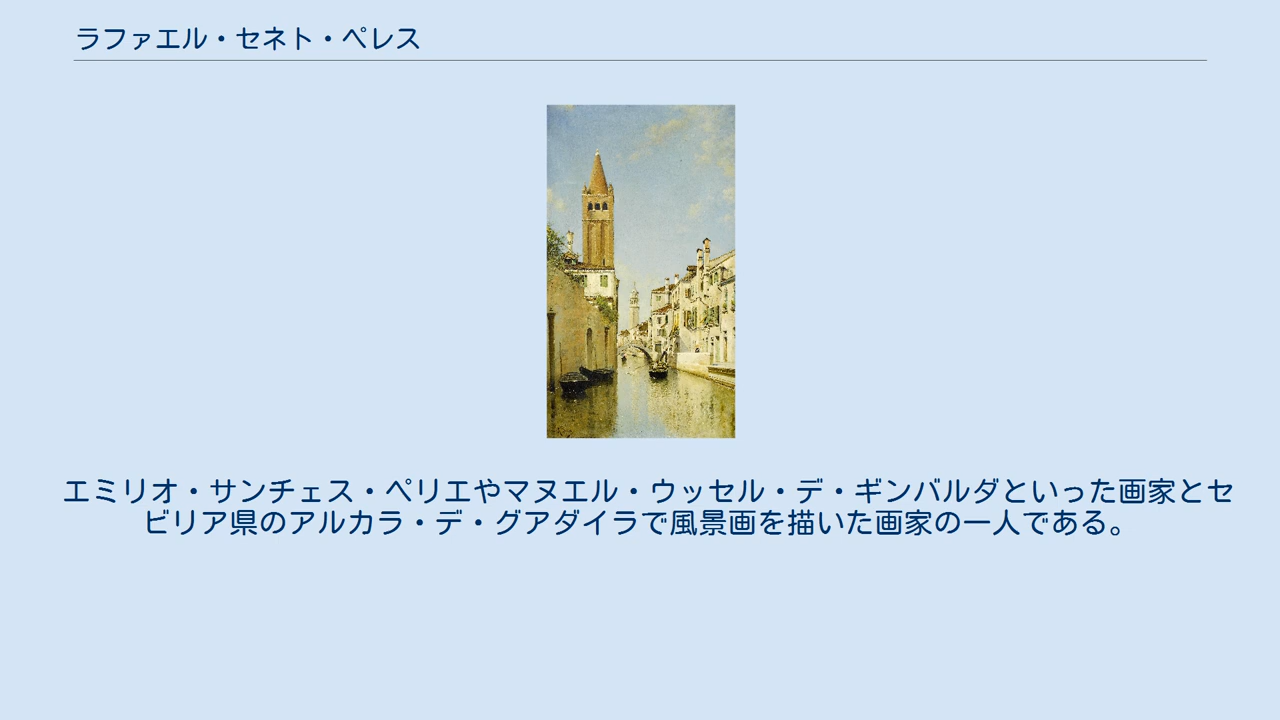 ラファエル・セネト・ペレス
エミリオ・サンチェス・ペリエやマヌエル・ウッセル・デ・ギンバルダといった画家とセ
ビリア県のアルカラ・デ・グアダイラで風景画を描いた画家の一人である。